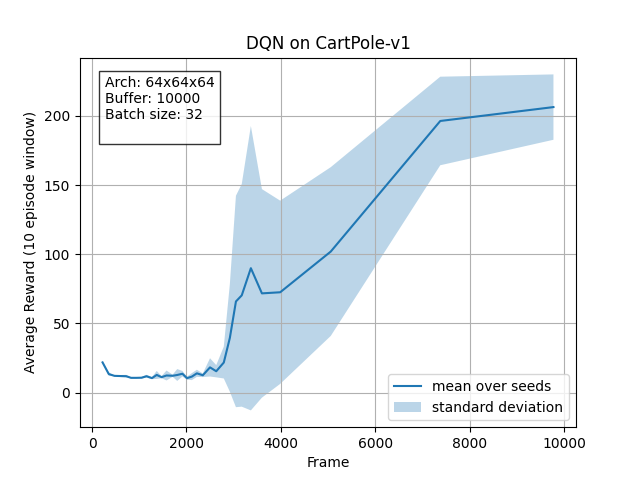 DQN on CartPole-v1
Arch: 64x64x64
Buffer: 10000
Batch size: 32
Average Reward (10 episode window)
200
150
100
50
0
mean over seeds
standard deviation
0 2000 4000 6000 8000 10000
Frame